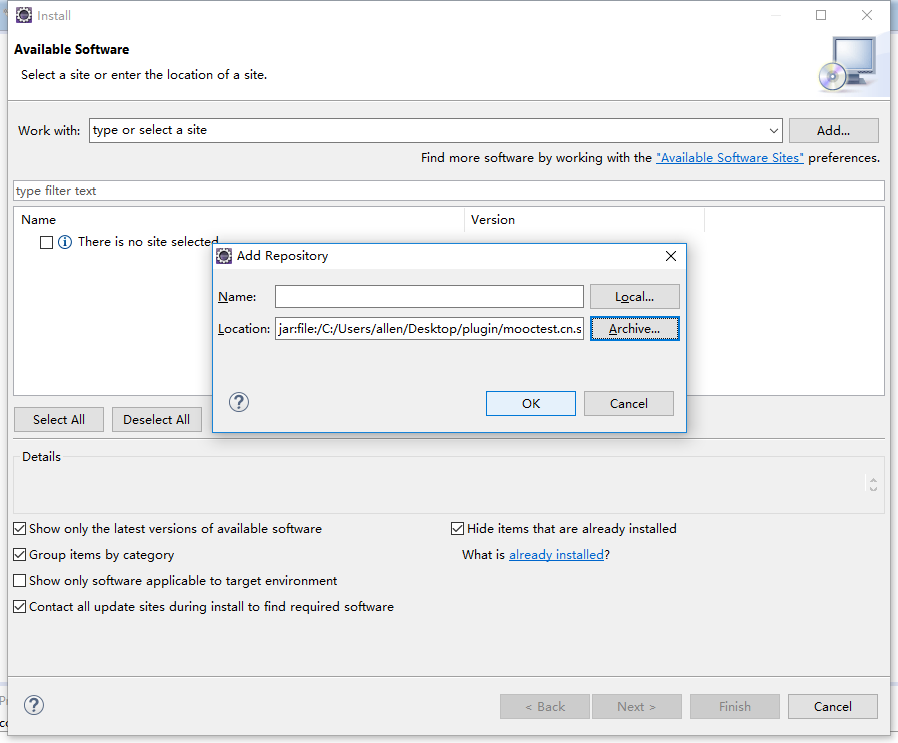 Install
Available Software
Select a site or enter the location of a site.
Work with: type or select a site Add...
Find more software by working with the "Available Software Sites" preferences.
type filter text
Name Version
There is no site selected
Add Repository
Name: Local...
Location: jar:file:/C:/Users/allen/Desktop/plugin/mooctest.cn.s Archive...
OK Cancel
Select All Deselect All
Details
Show only the latest versions of available software Hide items that are already installed
Group items by category What is already installed?
Show only software applicable to target environment
Contact all update sites during install to find required software
< Back Next > Finish Cancel